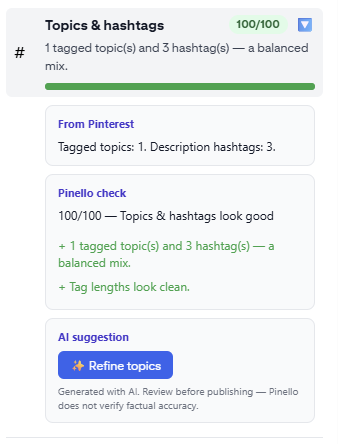 Topics & hashtags 100/100 🔽
# 1 tagged topic(s) and 3 hashtag(s) — a balanced
mix.
From Pinterest
Tagged topics: 1. Description hashtags: 3.
Pinello check
100/100 — Topics & hashtags look good
+ 1 tagged topic(s) and 3 hashtag(s) — a
balanced mix.
+ Tag lengths look clean.
AI suggestion
✨ Refine topics
Generated with AI. Review before publishing — Pinello
does not verify factual accuracy.